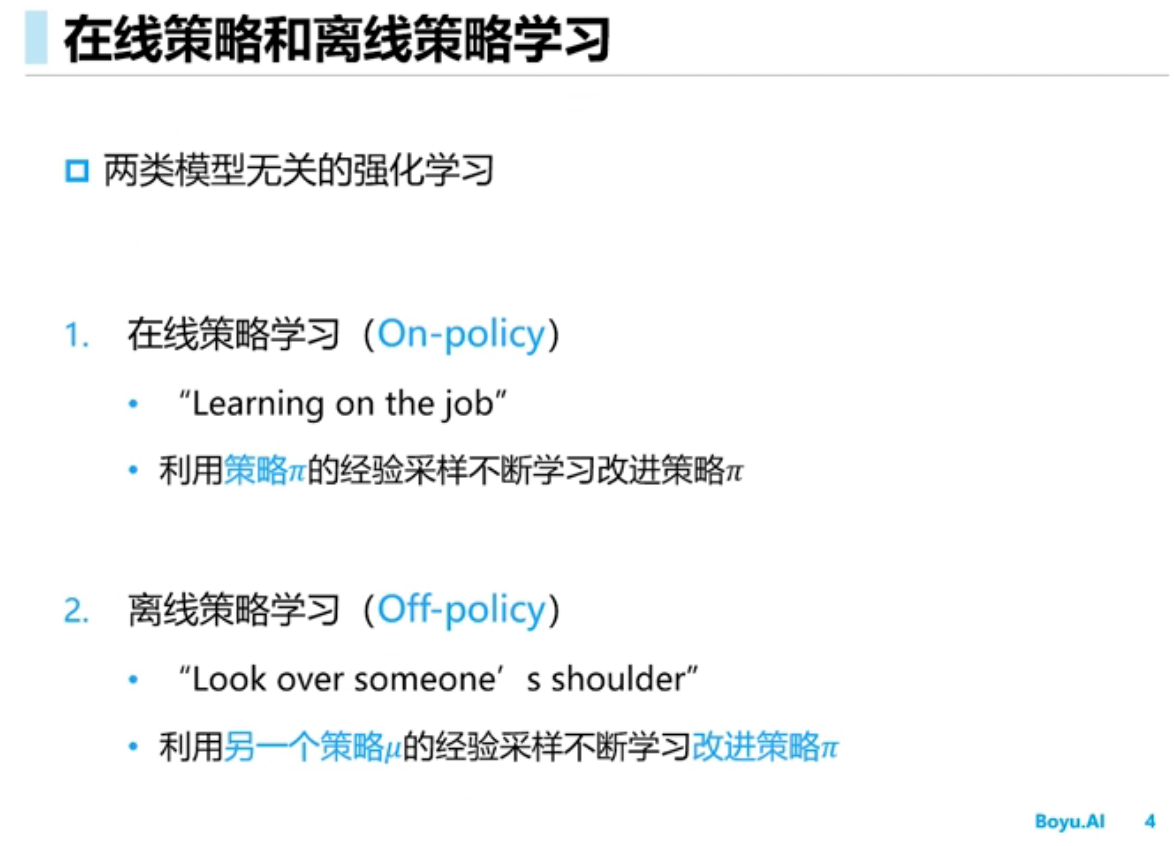 在线策略和离线策略学习
两类模型无关的强化学习
1. 在线策略学习（On-policy）
• “Learning on the job”
• 利用策略π的经验采样不断学习改进策略π
2. 离线策略学习（Off-policy）
• “Look over someone’s shoulder”
• 利用另一个策略μ的经验采样不断学习改进策略π
Boyu.AI 4